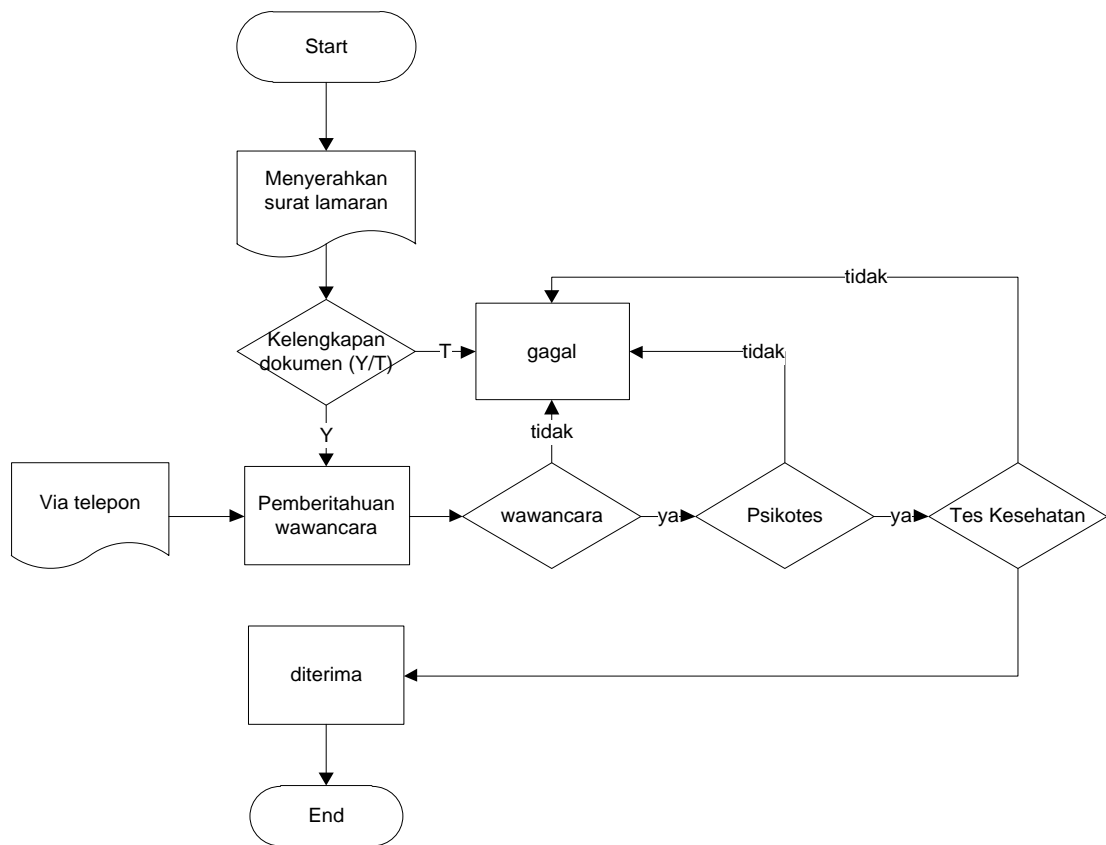 Start
Menyerahkan
surat lamaran
tidak
Kelengkapan
dokumen (Y/T)
T
gagal
tidak
Y
tidak
Via telepon
Pemberitahuan
wawancara
wawancara
ya
Psikotes
ya
Tes Kesehatan
diterima
End